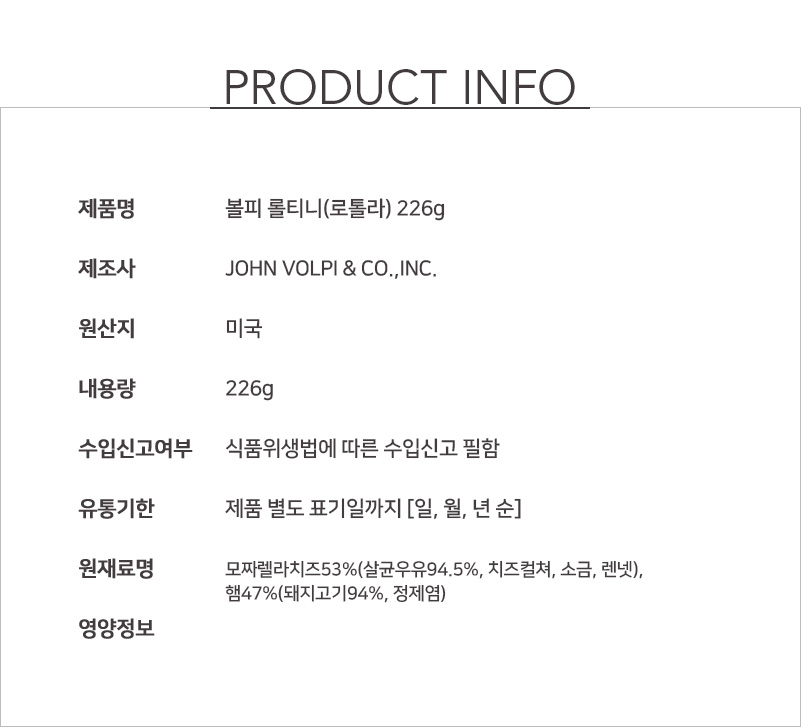 PRODUCT INFO
제품명 볼피 롤티니(로톨라) 226g
제조사 JOHN VOLPI & CO.,INC.
원산지 미국
내용량 226g
수입신고여부 식품위생법에 따른 수입신고 필함
유통기한 제품 별도 표기일까지 [일, 월, 년 순]
원재료명 모짜렐라치즈53%(살균우유94.5%, 치즈컬쳐, 소금, 렌넷),
햄47%(돼지고기94%, 정제염)
영양정보